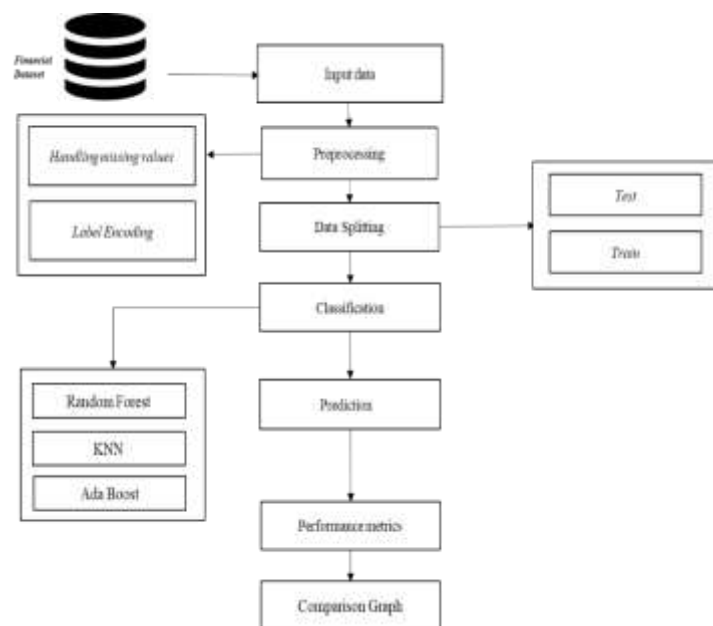 Financial
Dataset
Input data
Handling missing values
Preprocessing
Label Encoding
Data Splitting
Test
Train
Classification
Random Forest
KNN
Ada Boost
Prediction
Performance metrics
Comparison Graph